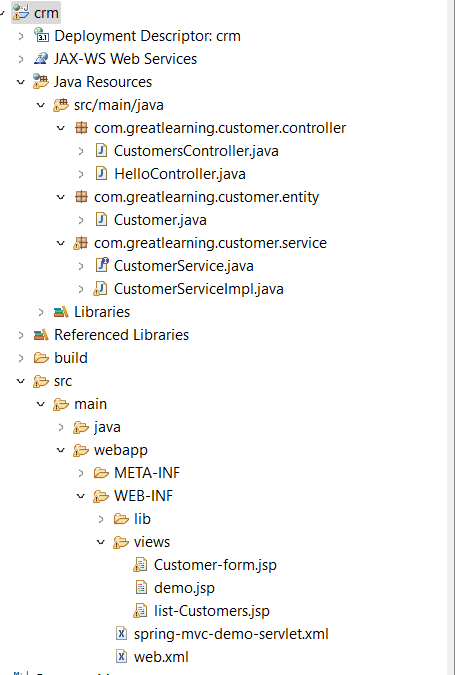 crm
Deployment Descriptor: crm
JAX-WS Web Services
Java Resources
src/main/java
com.greatlearning.customer.controller
CustomersController.java
HelloController.java
com.greatlearning.customer.entity
Customer.java
com.greatlearning.customer.service
CustomerService.java
CustomerServiceImpl.java
Libraries
Referenced Libraries
build
src
main
java
webapp
META-INF
WEB-INF
lib
views
Customer-form.jsp
demo.jsp
list-Customers.jsp
spring-mvc-demo-servlet.xml
web.xml